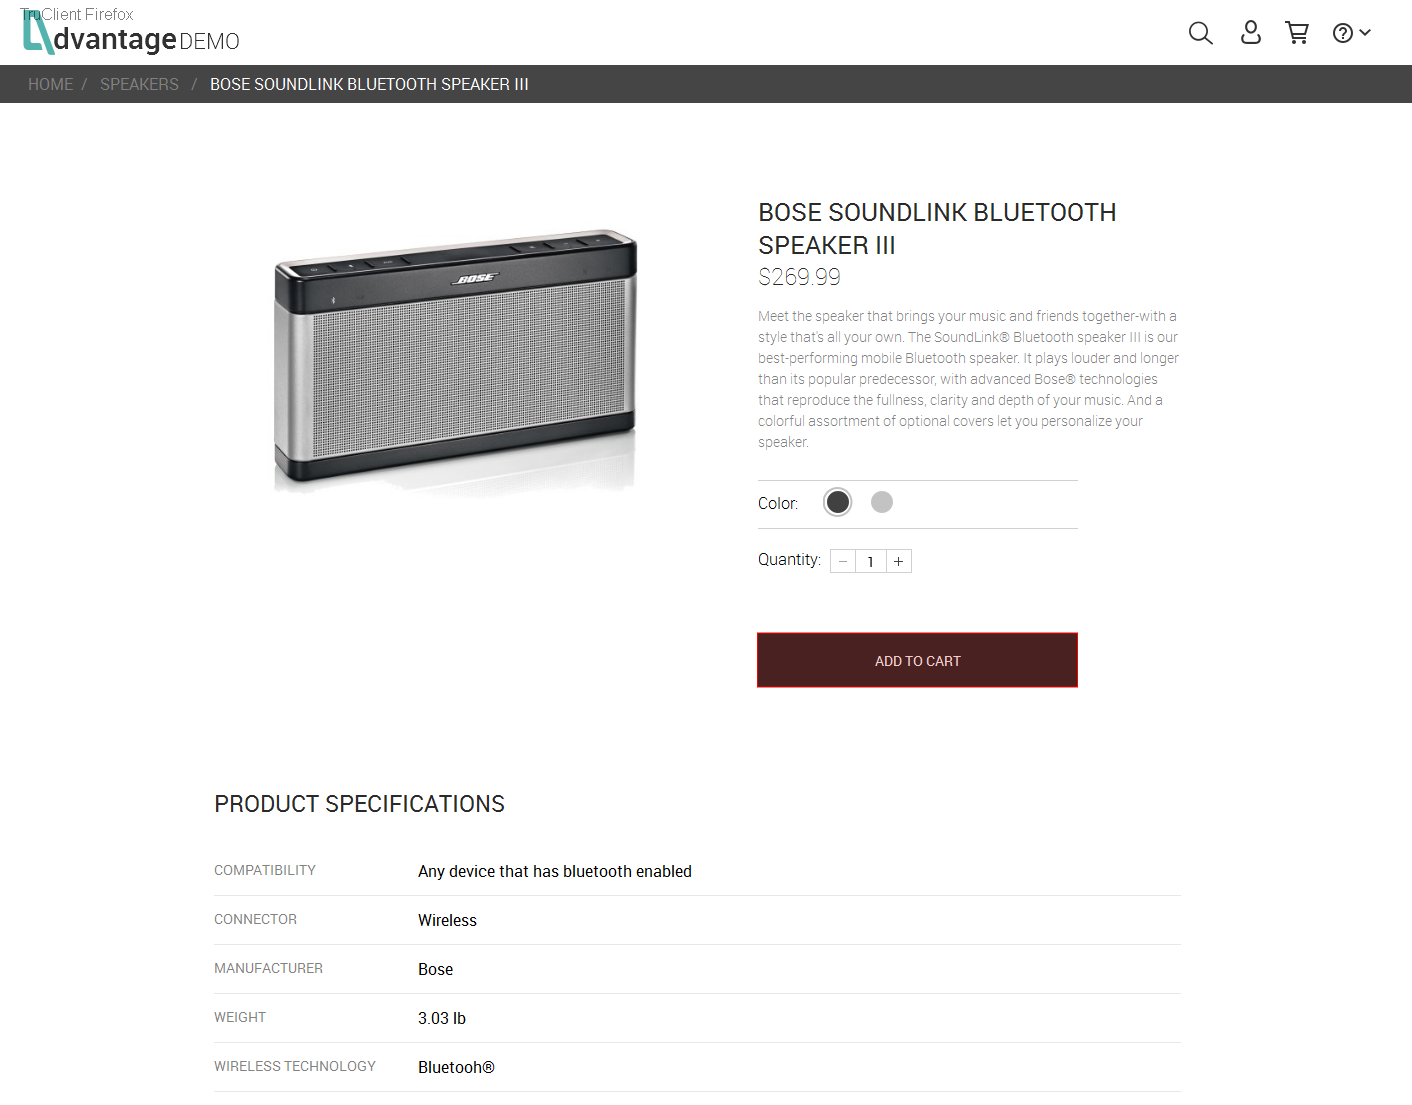 TruClient Firefox
dvantage DEMO
HOME / SPEAKERS / BOSE SOUNDLINK BLUETOOTH SPEAKER III
BOSE
BOSE SOUNDLINK BLUETOOTH
SPEAKER III
$269.99
Meet the speaker that brings your music and friends together-with a
style that's all your own. The SoundLink® Bluetooth speaker III is our
best-performing mobile Bluetooth speaker. It plays louder and longer
than its popular predecessor, with advanced Bose® technologies
that reproduce the fullness, clarity and depth of your music. And a
colorful assortment of optional covers let you personalize your
speaker.
Color:
Quantity: − 1 +
ADD TO CART
PRODUCT SPECIFICATIONS
COMPATIBILITY Any device that has bluetooth enabled
CONNECTOR Wireless
MANUFACTURER Bose
WEIGHT 3.03 lb
WIRELESS TECHNOLOGY Bluetooh®